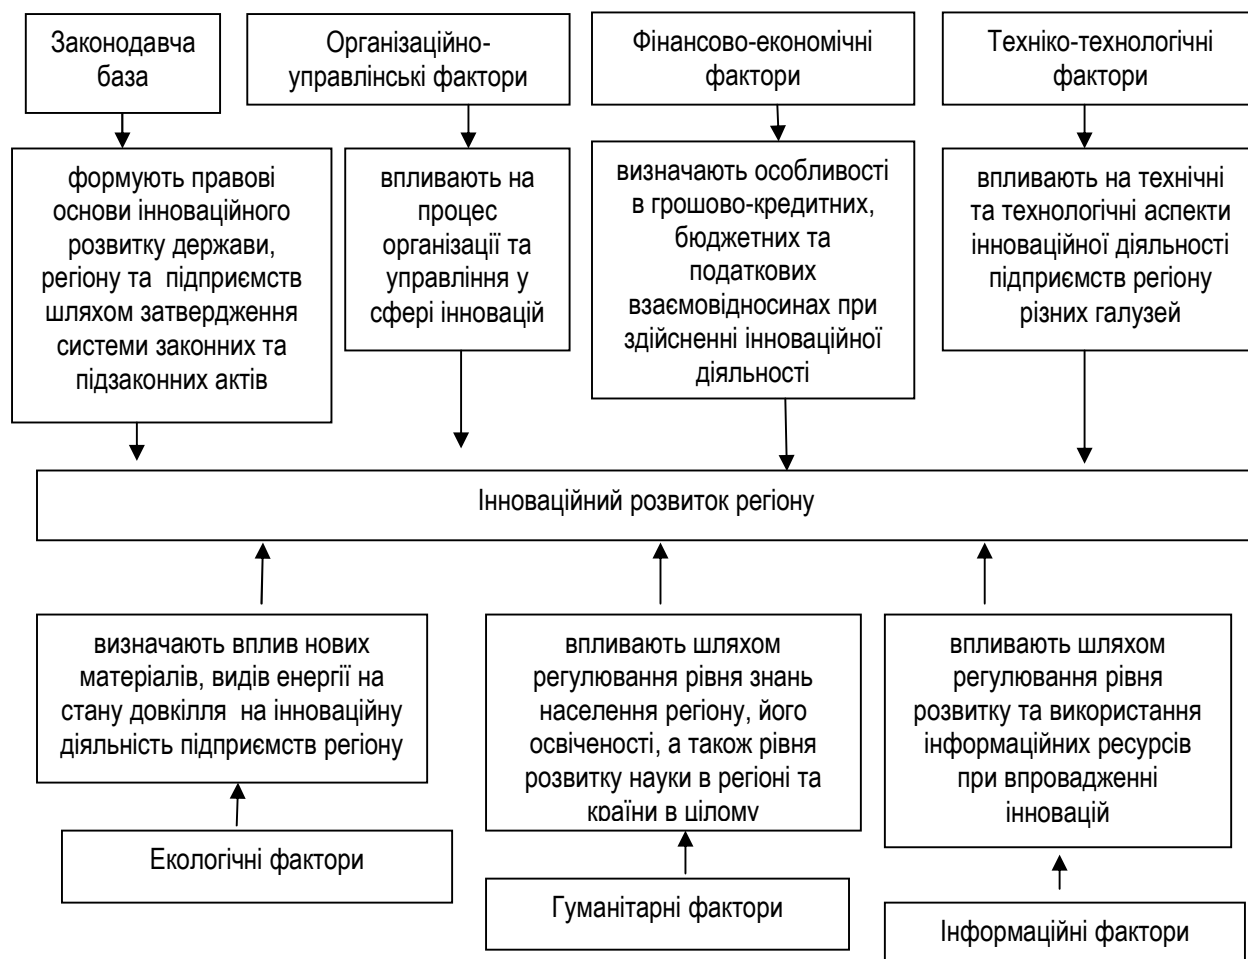 Законодавча
база
Організаційно-
управлінські фактори
Фінансово-економічні
фактори
Техніко-технологічні
фактори
формують правові
основи інноваційного
розвитку держави,
регіону та підприємств
шляхом затвердження
системи законних та
підзаконних актів
впливають на
процес
організації та
управління у
сфері інновацій
визначають особливості
в грошово-кредитних,
бюджетних та
податкових
взаємовідносинах при
здійсненні інноваційної
діяльності
впливають на технічні
та технологічні аспекти
інноваційної діяльності
підприємств регіону
різних галузей
Інноваційний розвиток регіону
визначають вплив нових
матеріалів, видів енергії на
стану довкілля на інноваційну
діяльність підприємств регіону
впливають шляхом
регулювання рівня знань
населення регіону, його
освіченості, а також рівня
розвитку науки в регіоні та
країни в цілому
впливають шляхом
регулювання рівня
розвитку та використання
інформаційних ресурсів
при впровадженні
інновацій
Екологічні фактори
Гуманітарні фактори
Інформаційні фактори